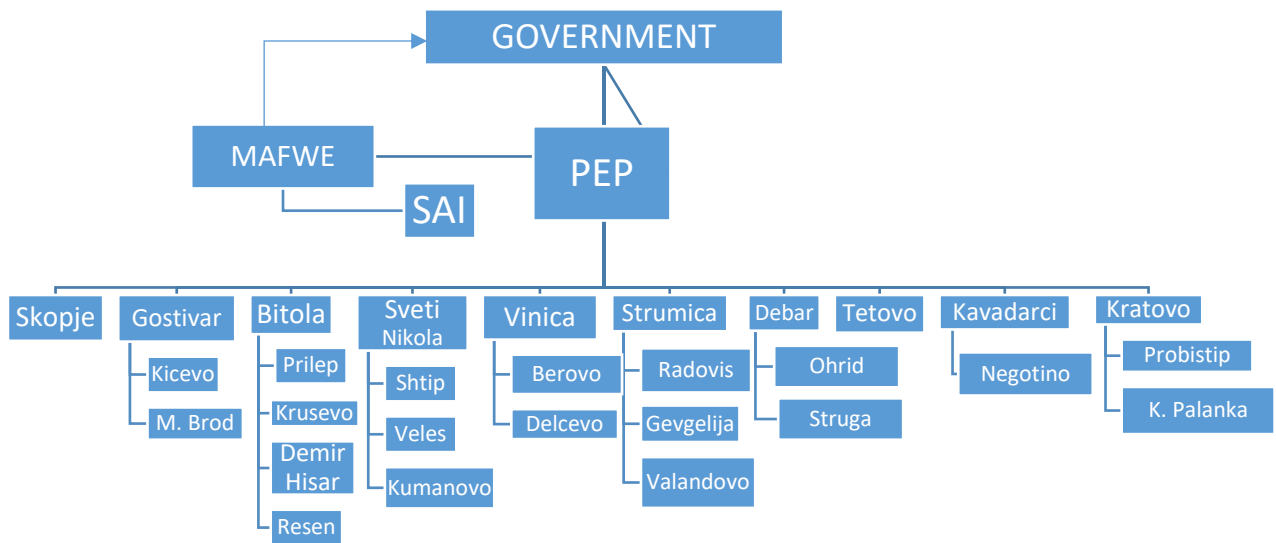 GOVERNMENT
MAFWE
PEP
SAI
Skopje
Gostivar
Kicevo
M. Brod
Bitola
Prilep
Krusevo
Demir
Hisar
Resen
Sveti
Nikola
Shtip
Veles
Kumanovo
Vinica
Berovo
Delcevo
Strumica
Radovis
Gevgelija
Valandovo
Debar
Ohrid
Struga
Tetovo
Kavadarci
Negotino
Kratovo
Probistip
K. Palanka